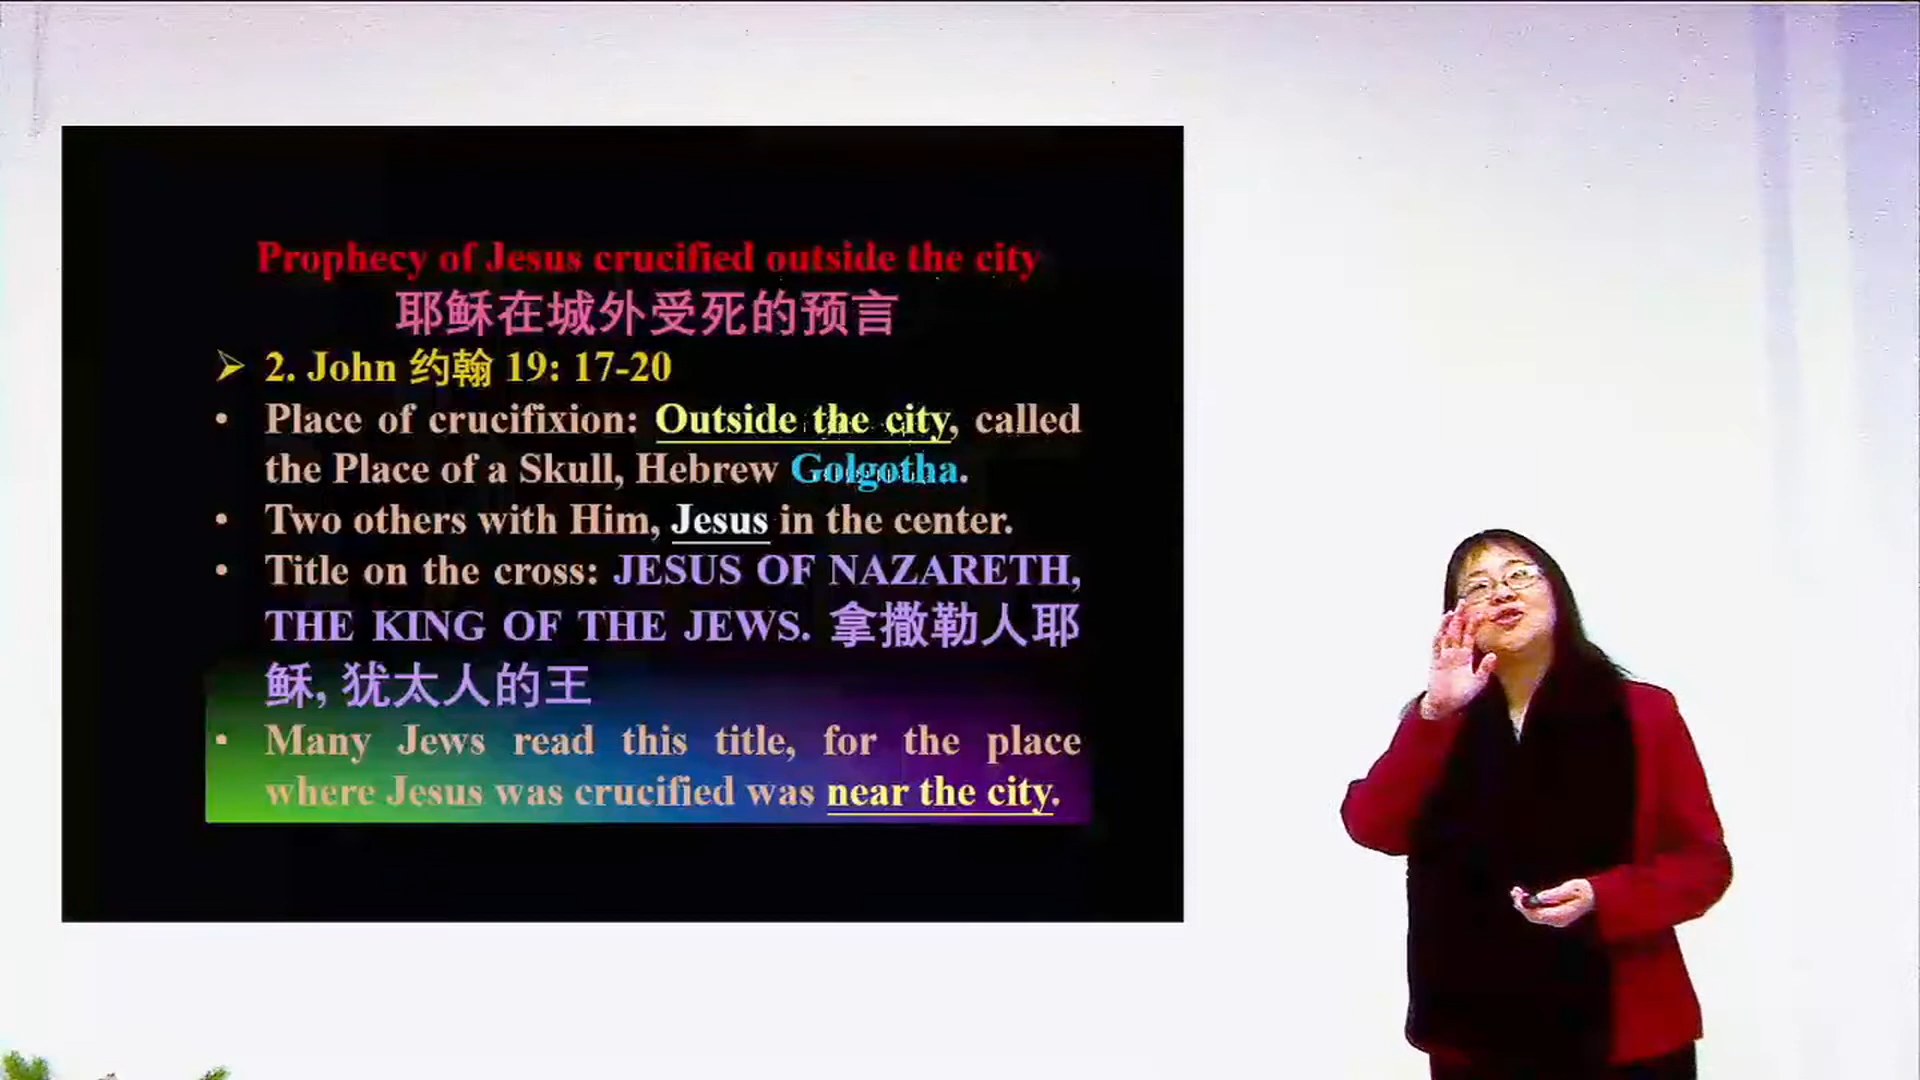 Prophecy of Jesus crucified outside the city
耶稣在城外受死的预言
➢ 2. John 约翰 19: 17-20
• Place of crucifixion: Outside the city, called
the Place of a Skull, Hebrew Golgotha.
• Two others with Him, Jesus in the center.
• Title on the cross: JESUS OF NAZARETH,
THE KING OF THE JEWS. 拿撒勒人耶
稣, 犹太人的王
• Many Jews read this title, for the place
where Jesus was crucified was near the city.